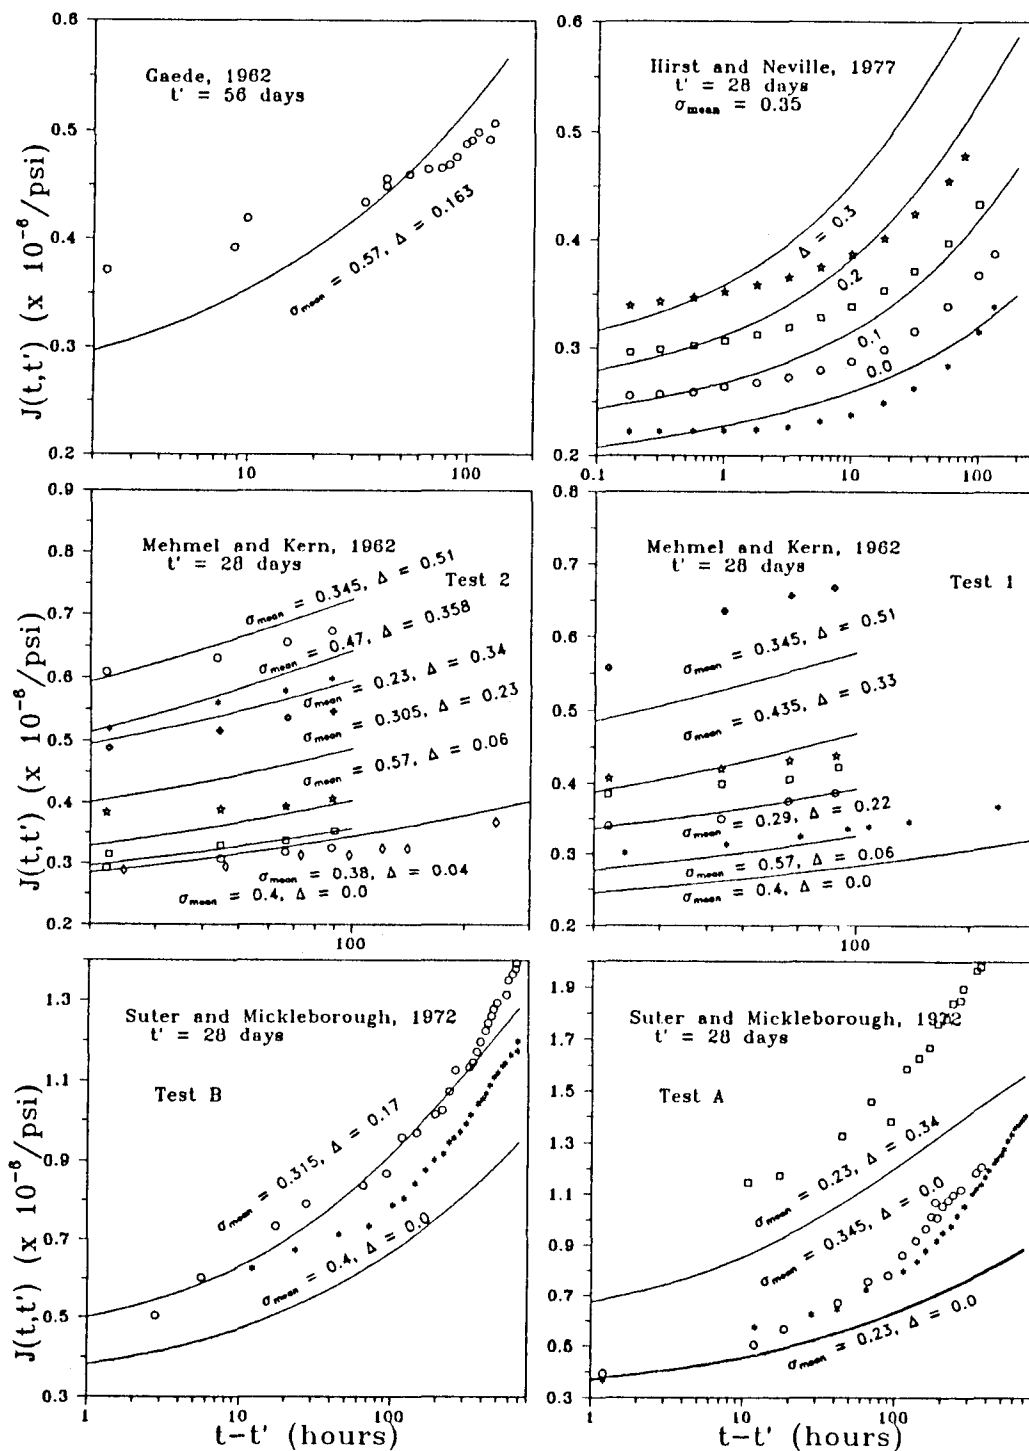 0.6
0.5
0.4
0.3
0.2
J(t,t') (x 10⁻⁶/psi)
Gaede, 1962
t' = 56 days
σmean = 0.57, Δ = 0.163
10
100
0.6
0.5
0.4
0.3
0.2
Hirst and Neville, 1977
t' = 28 days
σmean = 0.35
Δ = 0.3
0.2
0.1
0.0
0.1
1.0
10
100
0.9
0.8
0.7
0.6
0.5
0.4
0.3
0.2
J(t,t') (x 10⁻⁶/psi)
Mehmel and Kern, 1962
t' = 28 days
Test 2
σmean = 0.345, Δ = 0.51
σmean = 0.47, Δ = 0.358
σmean = 0.23, Δ = 0.34
σmean = 0.305, Δ = 0.23
σmean = 0.57, Δ = 0.06
σmean = 0.38, Δ = 0.04
σmean = 0.4, Δ = 0.0
100
0.8
0.7
0.6
0.5
0.4
0.3
0.2
Mehmel and Kern, 1962
t' = 28 days
Test 1
σmean = 0.345, Δ = 0.51
σmean = 0.435, Δ = 0.33
σmean = 0.29, Δ = 0.22
σmean = 0.57, Δ = 0.06
σmean = 0.4, Δ = 0.0
100
1.3
1.1
0.9
0.7
0.5
0.3
J(t,t') (x 10⁻⁶/psi)
Suter and Mickleborough, 1972
t' = 28 days
Test B
σmean = 0.315, Δ = 0.17
σmean = 0.4, Δ = 0.0
1
10
100
t-t' (hours)
1.9
1.7
1.5
1.3
1.1
0.9
0.7
0.5
0.3
Suter and Mickleborough, 1972
t' = 28 days
Test A
σmean = 0.23, Δ = 0.34
σmean = 0.345, Δ = 0.0
σmean = 0.23, Δ = 0.0
1
10
100
t-t' (hours)